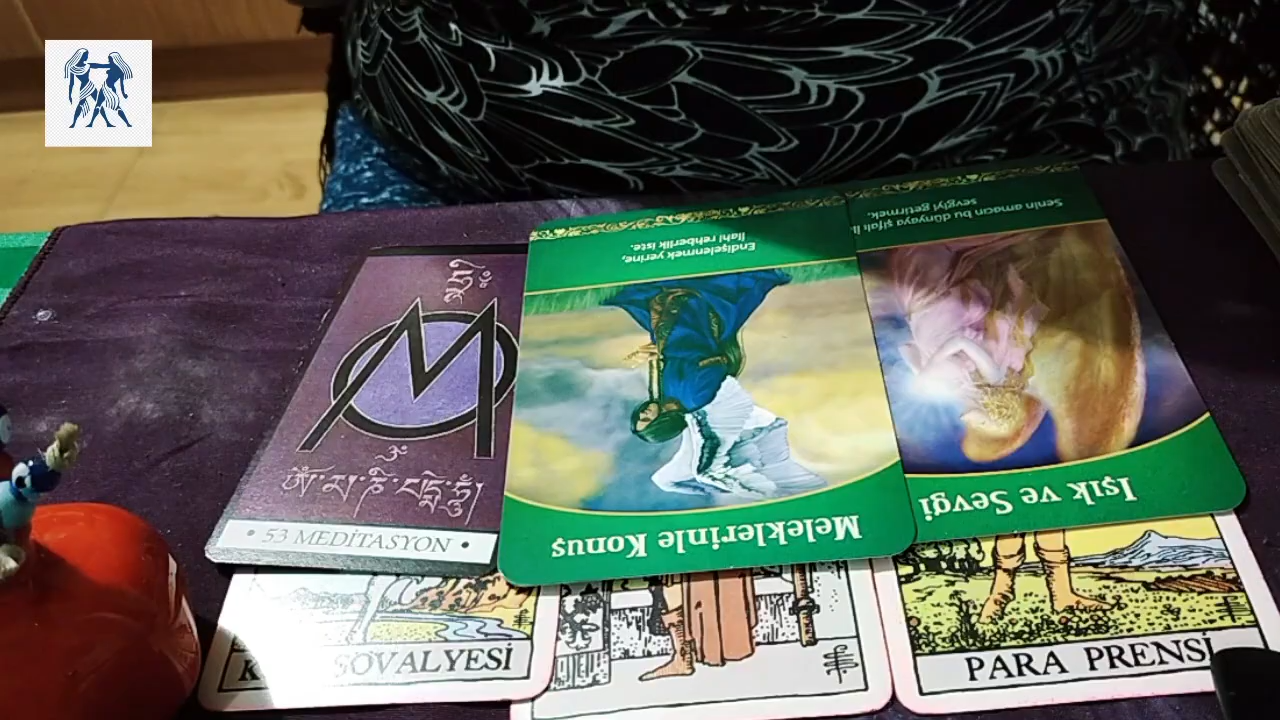 Endişelenmek yerine,
İlahi rehberlik iste.
Meleklerinle Konuş
Senin amacın bu dünyaya şifalı
sevgiyi getirmek.
Işık ve Sevgi
• 53 MEDİTASYON •
ŞOVALYESİ
PARA PRENSİ